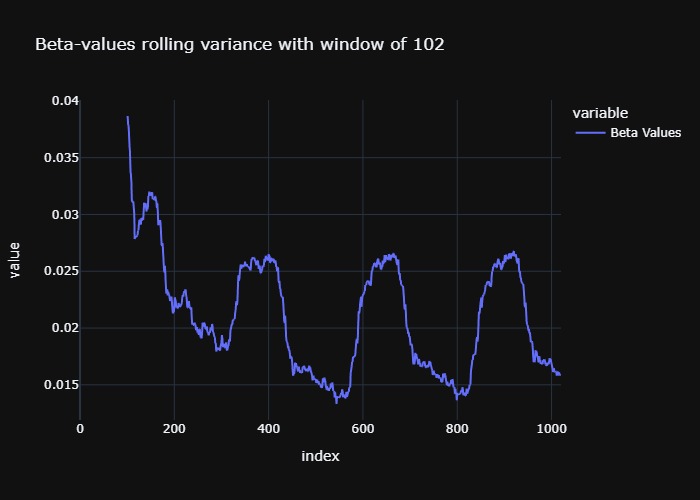 Beta-values rolling variance with window of 102
variable
Beta Values
0.04
0.035
0.03
0.025
0.02
0.015
value
0 200 400 600 800 1000
index